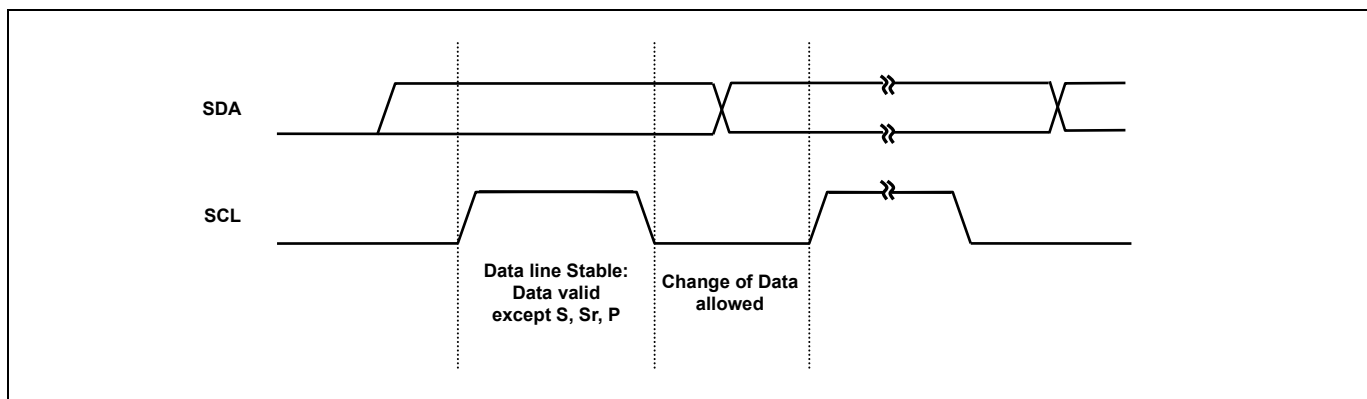 SDA
SCL
Data line Stable:
Data valid
except S, Sr, P
Change of Data
allowed